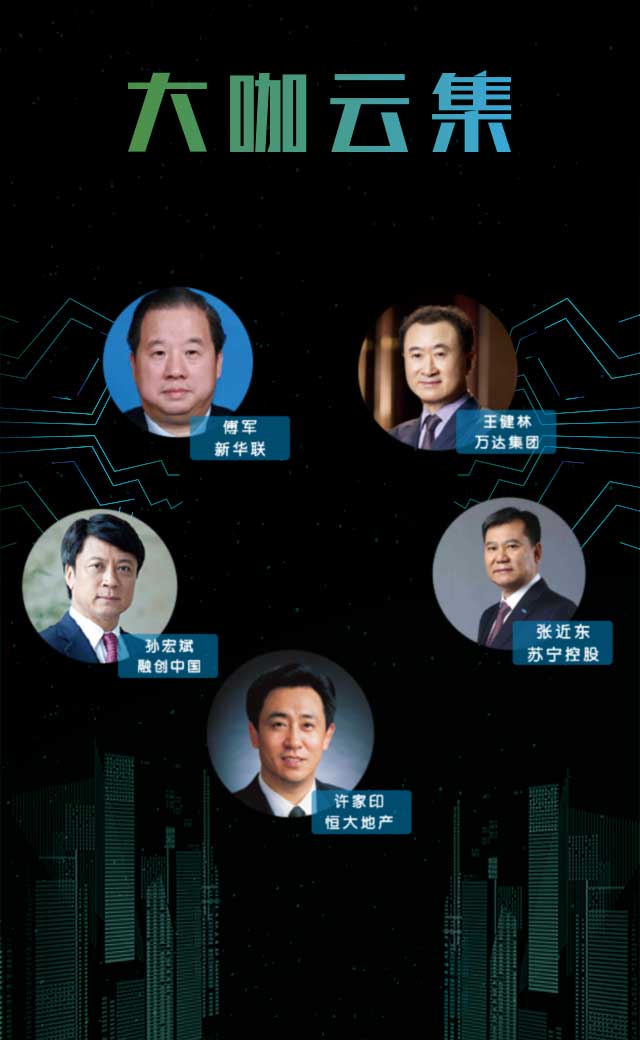 大咖云集
傅军
新华联
王健林
万达集团
孙宏斌
融创中国
张近东
苏宁控股
许家印
恒大地产